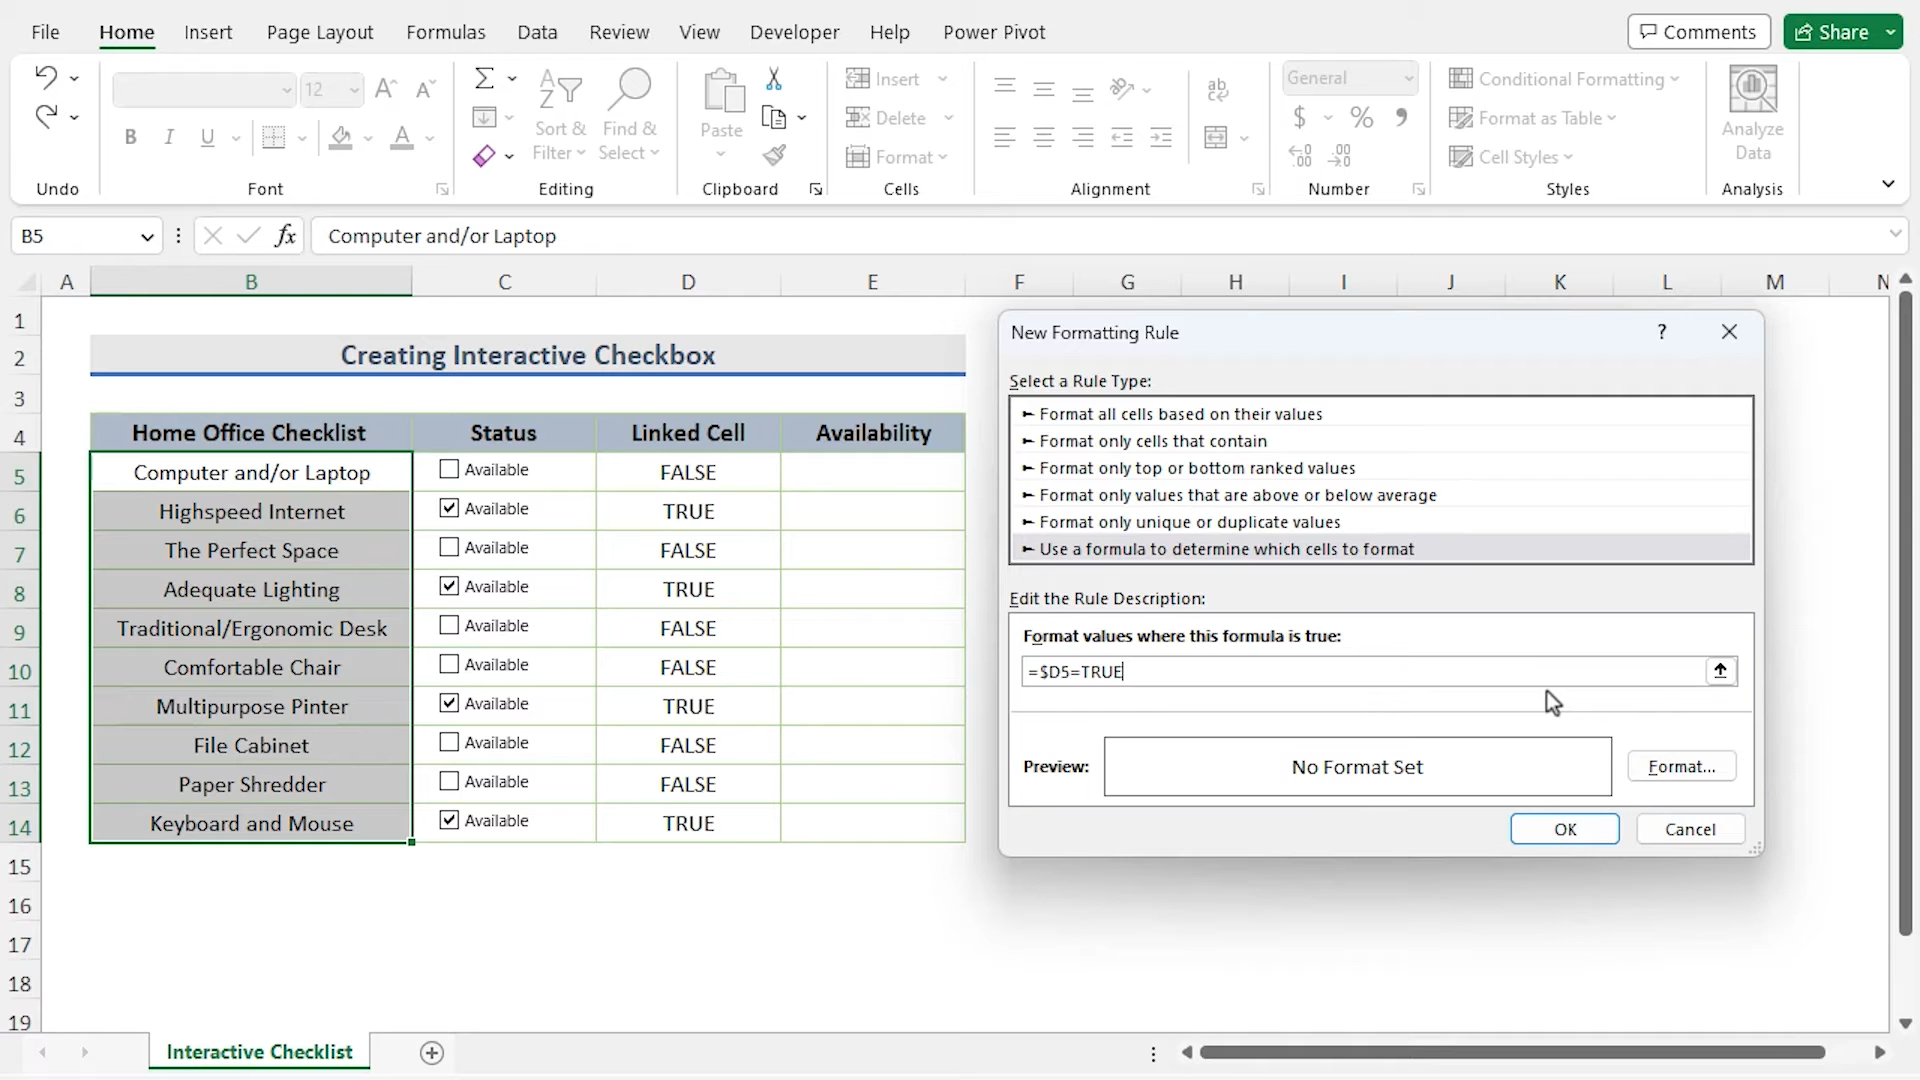 File Home Insert Page Layout Formulas Data Review View Developer Help Power Pivot Comments Share
12 A A Insert ab General Conditional Formatting
Sort & Filter Find & Select Paste Delete $ % 9 Format as Table Analyze Data
B I U A Format .00 .00 Cell Styles
Undo Font Editing Clipboard Cells Alignment Number Styles Analysis
B5 fx Computer and/or Laptop
A B C D E F G H I J K L M N
1
2 Creating Interactive Checkbox
3
4 Home Office Checklist Status Linked Cell Availability
5 Computer and/or Laptop Available FALSE
6 Highspeed Internet Available TRUE
7 The Perfect Space Available FALSE
8 Adequate Lighting Available TRUE
9 Traditional/Ergonomic Desk Available FALSE
10 Comfortable Chair Available FALSE
11 Multipurpose Pinter Available TRUE
12 File Cabinet Available FALSE
13 Paper Shredder Available FALSE
14 Keyboard and Mouse Available TRUE
15
16
17
18
19
New Formatting Rule ?
Select a Rule Type:
Format all cells based on their values
Format only cells that contain
Format only top or bottom ranked values
Format only values that are above or below average
Format only unique or duplicate values
Use a formula to determine which cells to format
Edit the Rule Description:
Format values where this formula is true:
=$D5=TRUE
Preview: No Format Set Format...
OK Cancel
Interactive Checklist